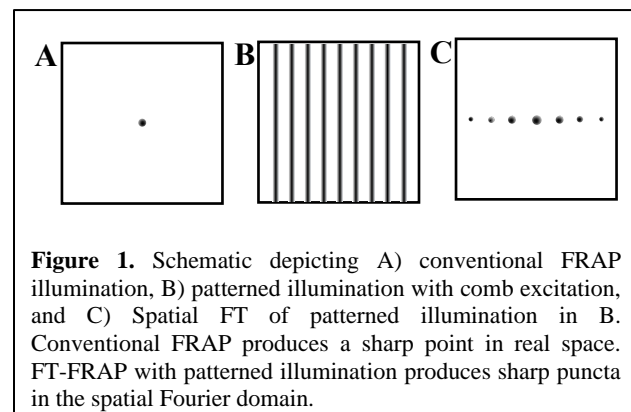 A B C
Figure 1. Schematic depicting A) conventional FRAP
illumination, B) patterned illumination with comb excitation,
and C) Spatial FT of patterned illumination in B.
Conventional FRAP produces a sharp point in real space.
FT-FRAP with patterned illumination produces sharp puncta
in the spatial Fourier domain.